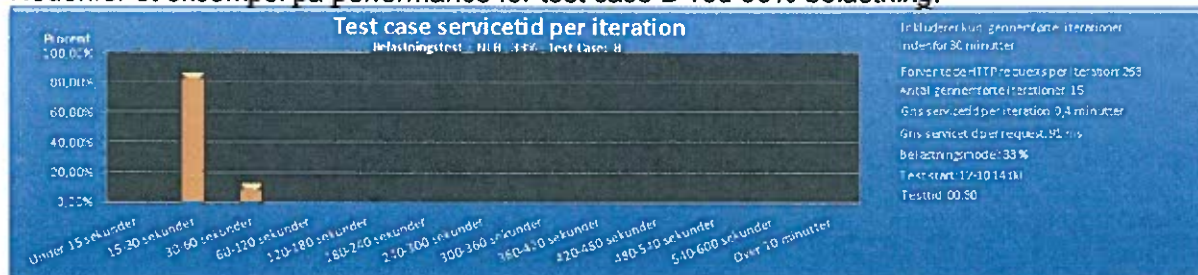 Test case servicetid per iteration
Belastningstest - NLB - 33% - Test Case: B
Procent
100,00%
80,00%
60,00%
40,00%
20,00%
0,00%
Under 15 sekunder
15-30 sekunder
30-60 sekunder
60-120 sekunder
120-180 sekunder
180-240 sekunder
240-300 sekunder
300-360 sekunder
360-420 sekunder
420-480 sekunder
480-540 sekunder
540-600 sekunder
Over 10 minutter
Inkluderer kun gennemførte iterationer
indenfor 30 minutter
Forventede HTTP requests per iteration: 263
Antal gennemførte iterationer: 15
Gns servicetid per iteration: 0,4 minutter
Gns servicetid per request: 91 ms
Belastningsmodel: 33 %
Test start: 12-10 14
Testtid: 00:30